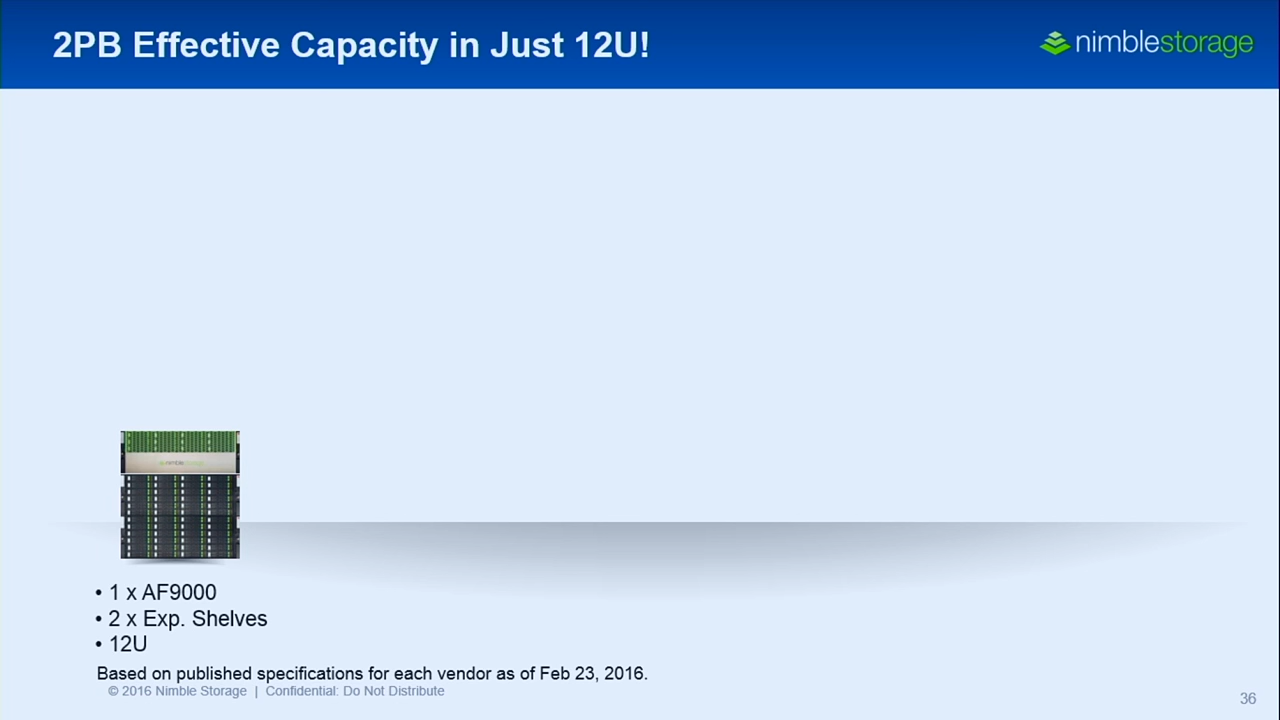 2PB Effective Capacity in Just 12U!
nimblestorage
nimblestorage
• 1 x AF9000
• 2 x Exp. Shelves
• 12U
Based on published specifications for each vendor as of Feb 23, 2016.
© 2016 Nimble Storage | Confidential: Do Not Distribute
36